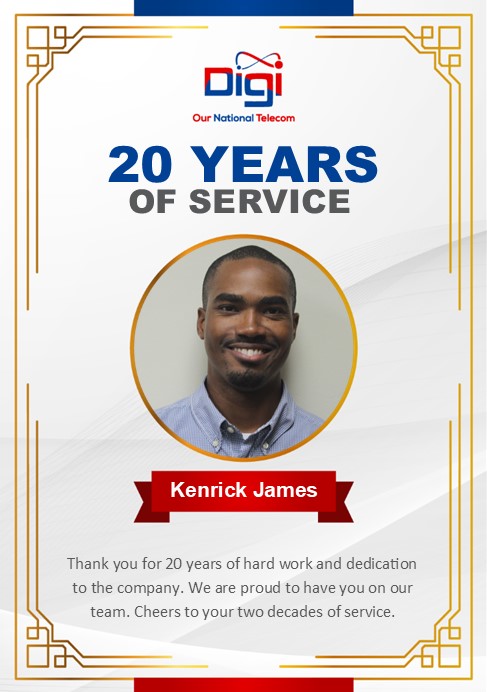 Digi
Our National Telecom
20 YEARS
OF SERVICE
Kenrick James
Thank you for 20 years of hard work and dedication
to the company. We are proud to have you on our
team. Cheers to your two decades of service.